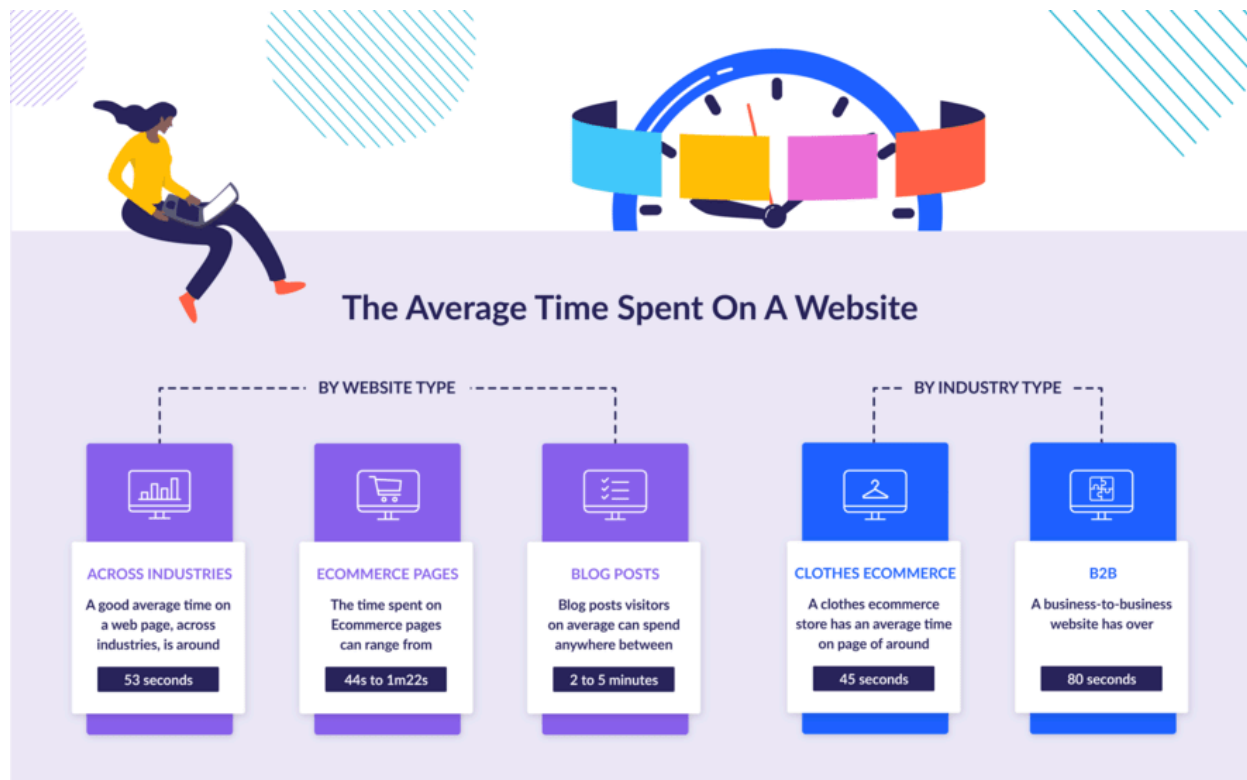 The Average Time Spent On A Website
BY WEBSITE TYPE
ACROSS INDUSTRIES
A good average time on
a web page, across
industries, is around
53 seconds
ECOMMERCE PAGES
The time spent on
Ecommerce pages
can range from
44s to 1m22s
BLOG POSTS
Blog posts visitors
on average can spend
anywhere between
2 to 5 minutes
BY INDUSTRY TYPE
CLOTHES ECOMMERCE
A clothes ecommerce
store has an average time
on page of around
45 seconds
B2B
A business-to-business
website has over
80 seconds